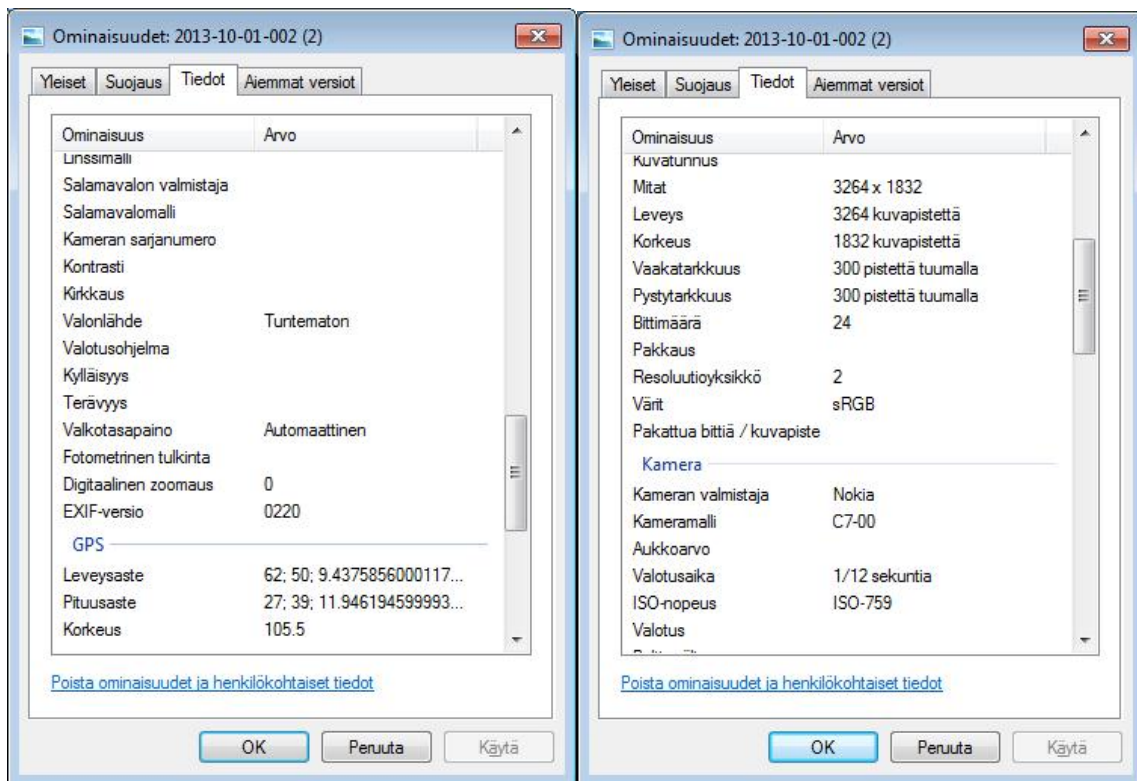 Ominaisuudet: 2013-10-01-002 (2)
Yleiset Suojaus Tiedot Aiemmat versiot
Ominaisuus Arvo
Linssimalli
Salamavalon valmistaja
Salamavalomalli
Kameran sarjanumero
Kontrasti
Kirkkaus
Valonlähde Tuntematon
Valotusohjelma
Kylläisyys
Terävyys
Valkotasapaino Automaattinen
Fotometrinen tulkinta
Digitaalinen zoomaus 0
EXIF-versio 0220
GPS
Leveysaste 62; 50; 9.4375856000117...
Pituusaste 27; 39; 11.946194599993...
Korkeus 105.5
Poista ominaisuudet ja henkilökohtaiset tiedot
OK Peruuta Käytä
Ominaisuudet: 2013-10-01-002 (2)
Yleiset Suojaus Tiedot Aiemmat versiot
Ominaisuus Arvo
Kuvatunnus
Mitat 3264 x 1832
Leveys 3264 kuvapistettä
Korkeus 1832 kuvapistettä
Vaakatarkkuus 300 pistettä tuumalla
Pystytarkkuus 300 pistettä tuumalla
Bittimäärä 24
Pakkaus
Resoluutioyksikkö 2
Värit sRGB
Pakattua bittiä / kuvapiste
Kamera
Kameran valmistaja Nokia
Kameramalli C7-00
Aukkoarvo
Valotusaika 1/12 sekuntia
ISO-nopeus ISO-759
Valotus
Poista ominaisuudet ja henkilökohtaiset tiedot
OK Peruuta Käytä